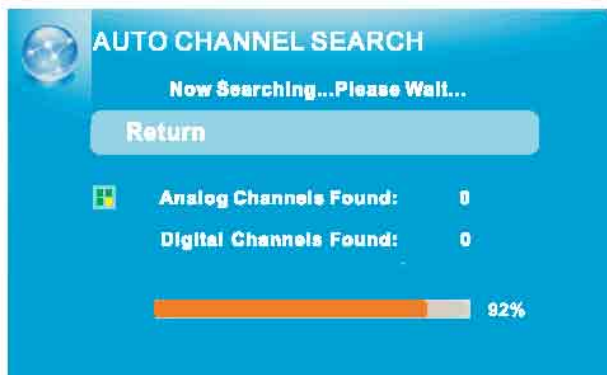 AUTO CHANNEL SEARCH
Now Searching...Please Wait...
Return
Analog Channels Found: 0
Digital Channels Found: 0
92%